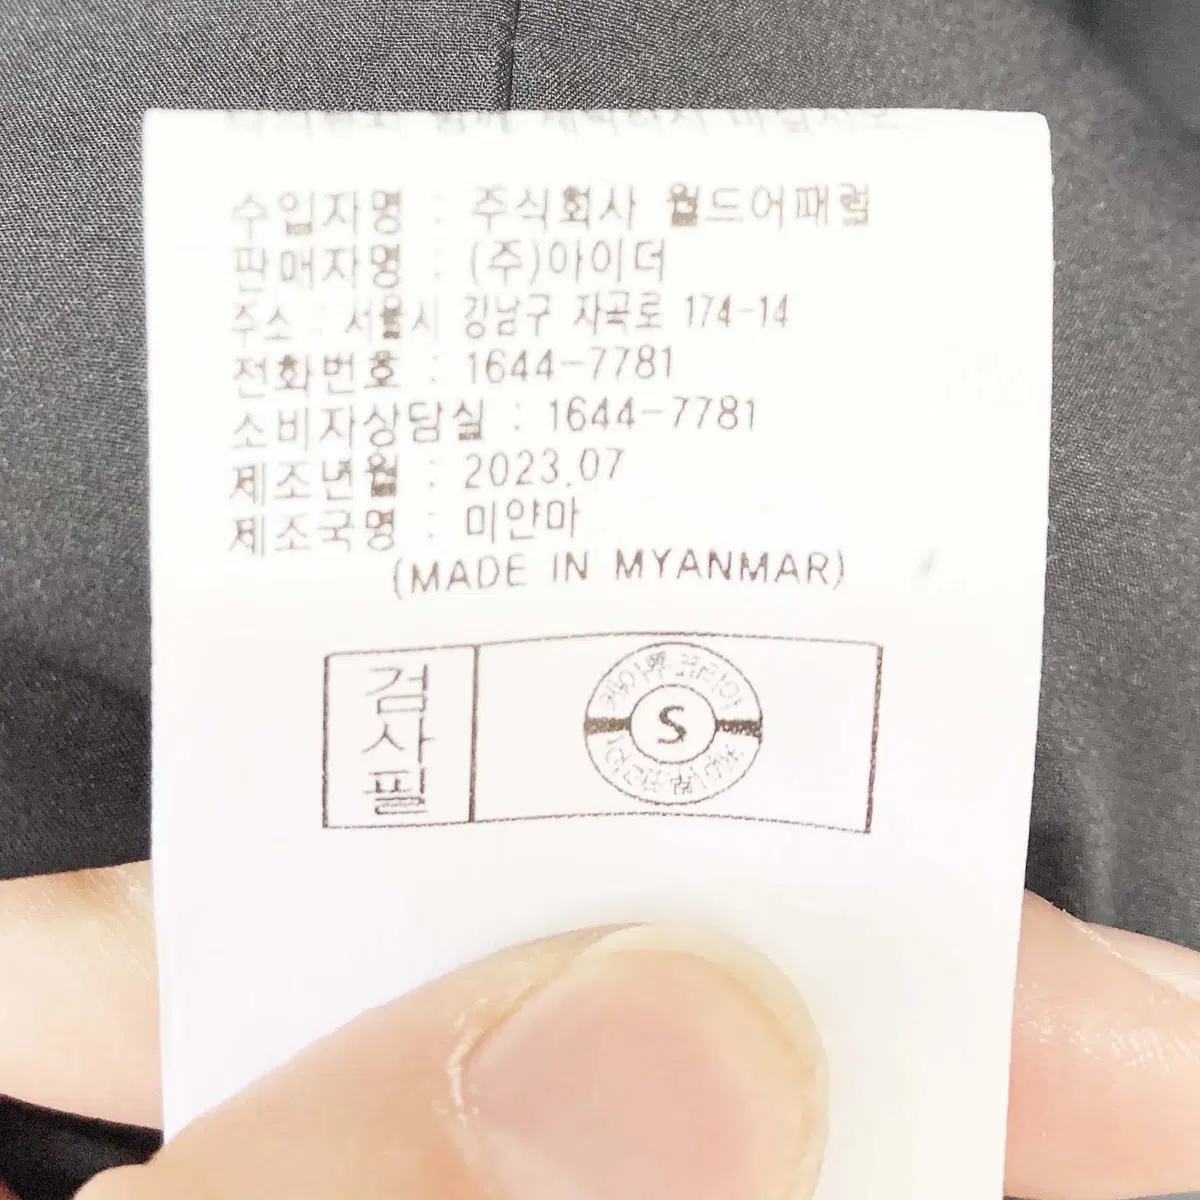 수입자명 : 주식회사 월드어패럴
판매자명 : (주)아이더
주소 : 서울시 강남구 자곡로 174-14
전화번호 : 1644-7781
소비자상담실 : 1644-7781
제조년월 : 2023.07
제조국명 : 미얀마
(MADE IN MYANMAR)
검사필
S